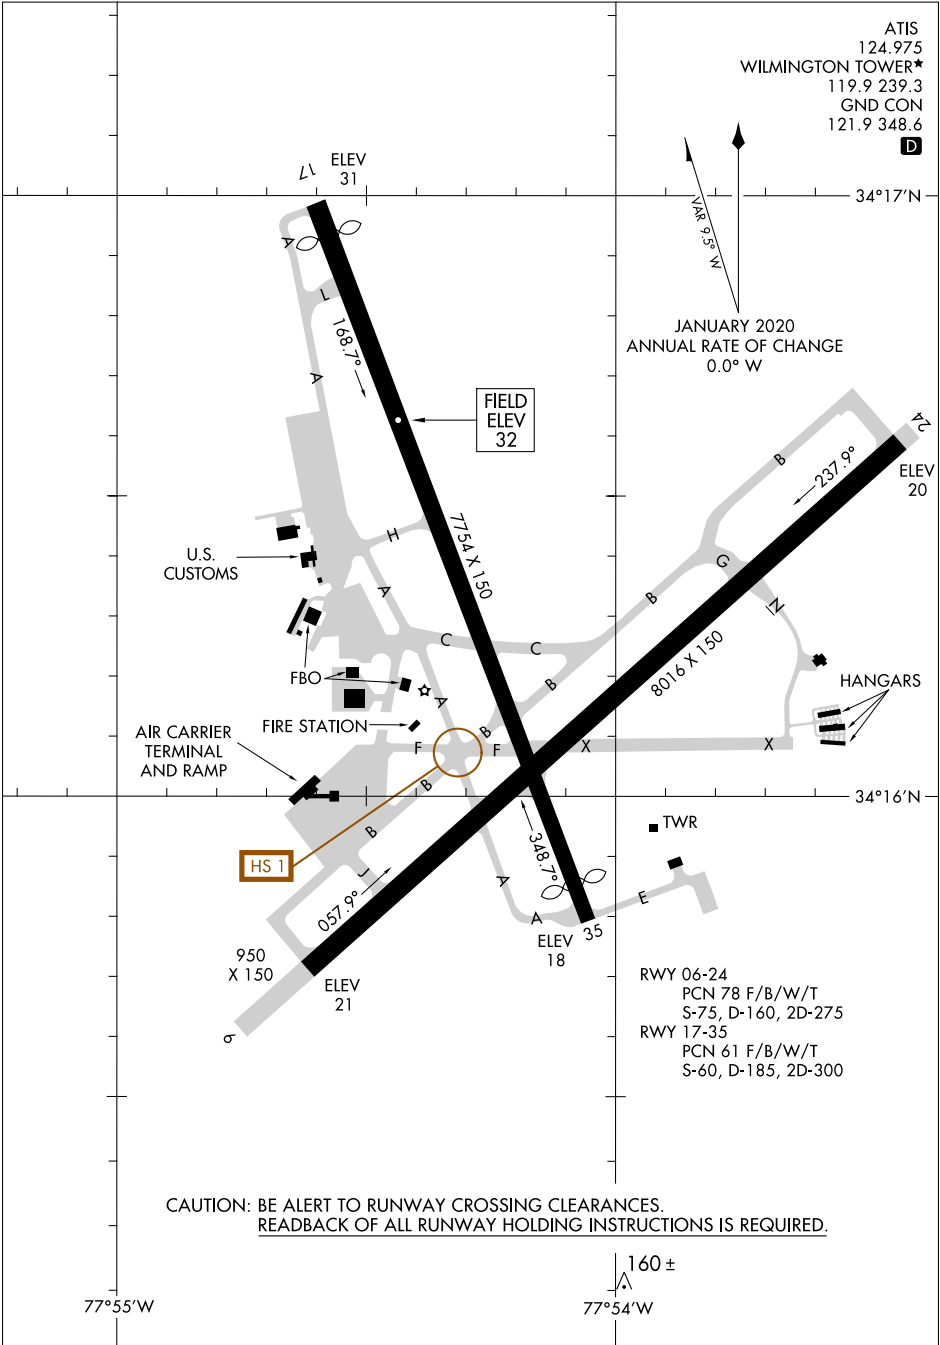 ATIS
124.975
WILMINGTON TOWER★
119.9 239.3
GND CON
121.9 348.6
D
ELEV
31
17
34°17'N
VAR 9.5° W
A
L
168.7°
JANUARY 2020
ANNUAL RATE OF CHANGE
0.0° W
A
FIELD
ELEV
32
24
B
237.9°
ELEV
20
H
7754 X 150
U.S.
CUSTOMS
A
G
B
N
C
C
8016 X 150
FBO
B
HANGARS
A
FIRE STATION
AIR CARRIER
TERMINAL
AND RAMP
F
B
F
X
X
B
34°16'N
TWR
B
HS 1
J
348.7°
A
057.9°
A
E
35
ELEV
18
950
X 150
ELEV
21
6
RWY 06-24
PCN 78 F/B/W/T
S-75, D-160, 2D-275
RWY 17-35
PCN 61 F/B/W/T
S-60, D-185, 2D-300
CAUTION: BE ALERT TO RUNWAY CROSSING CLEARANCES.
READBACK OF ALL RUNWAY HOLDING INSTRUCTIONS IS REQUIRED.
160 ±
77°55'W
77°54'W